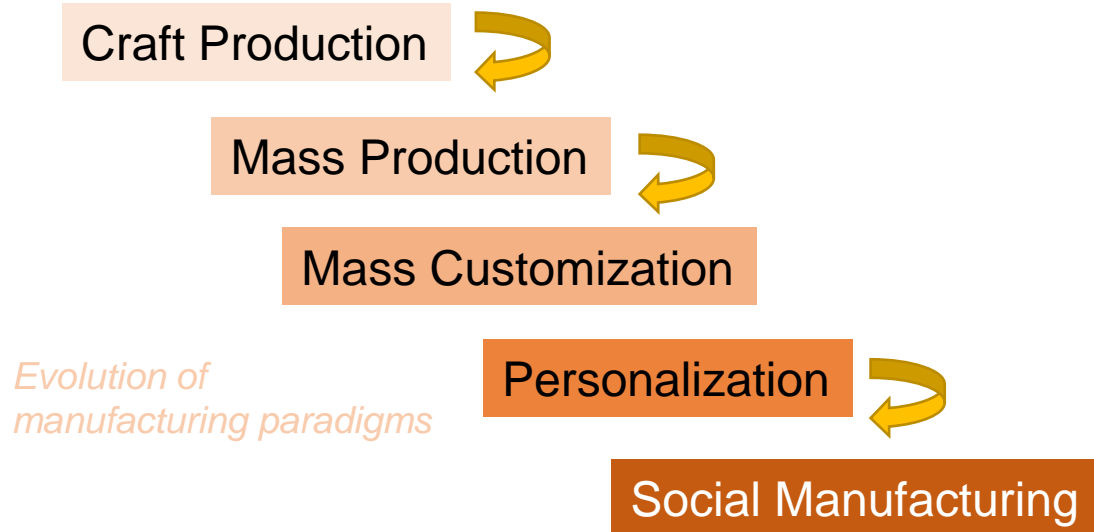 Craft Production
Mass Production
Mass Customization
Evolution of
manufacturing paradigms
Personalization
Social Manufacturing